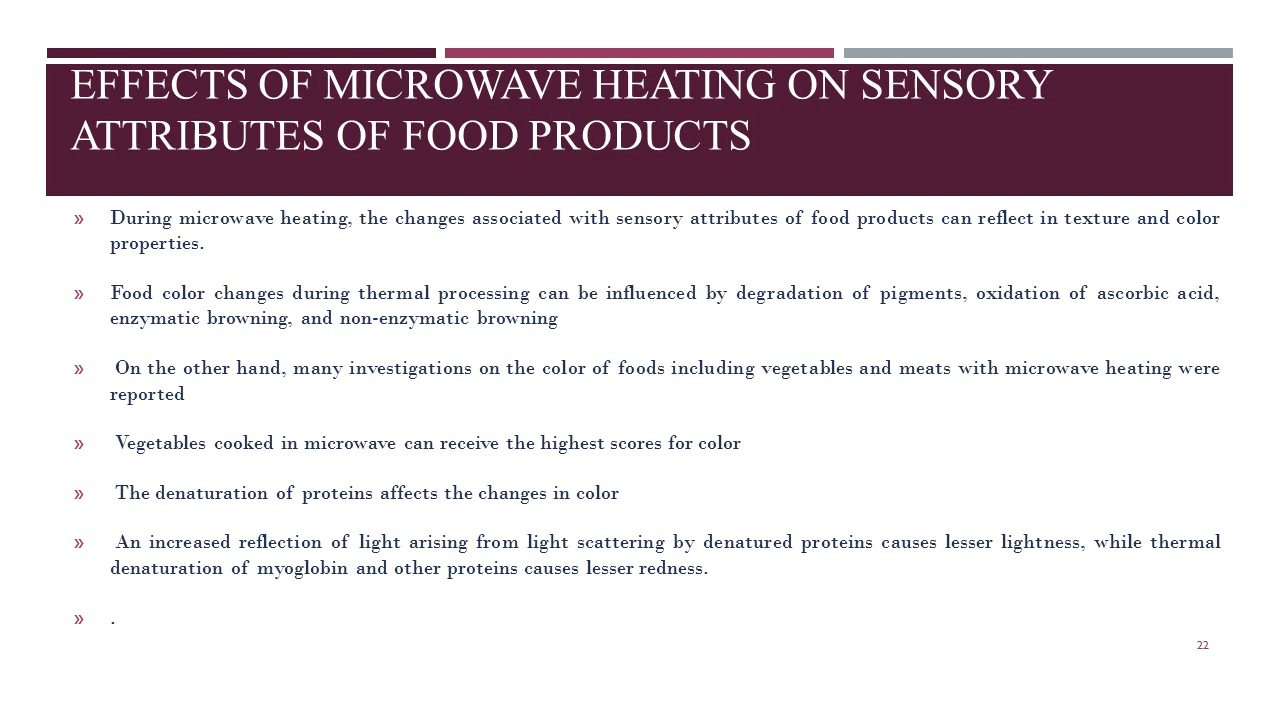 EFFECTS OF MICROWAVE HEATING ON SENSORY
ATTRIBUTES OF FOOD PRODUCTS
» During microwave heating, the changes associated with sensory attributes of food products can reflect in texture and color
properties.
» Food color changes during thermal processing can be influenced by degradation of pigments, oxidation of ascorbic acid,
enzymatic browning, and non-enzymatic browning
» On the other hand, many investigations on the color of foods including vegetables and meats with microwave heating were
reported
» Vegetables cooked in microwave can receive the highest scores for color
» The denaturation of proteins affects the changes in color
» An increased reflection of light arising from light scattering by denatured proteins causes lesser lightness, while thermal
denaturation of myoglobin and other proteins causes lesser redness.
» .
22